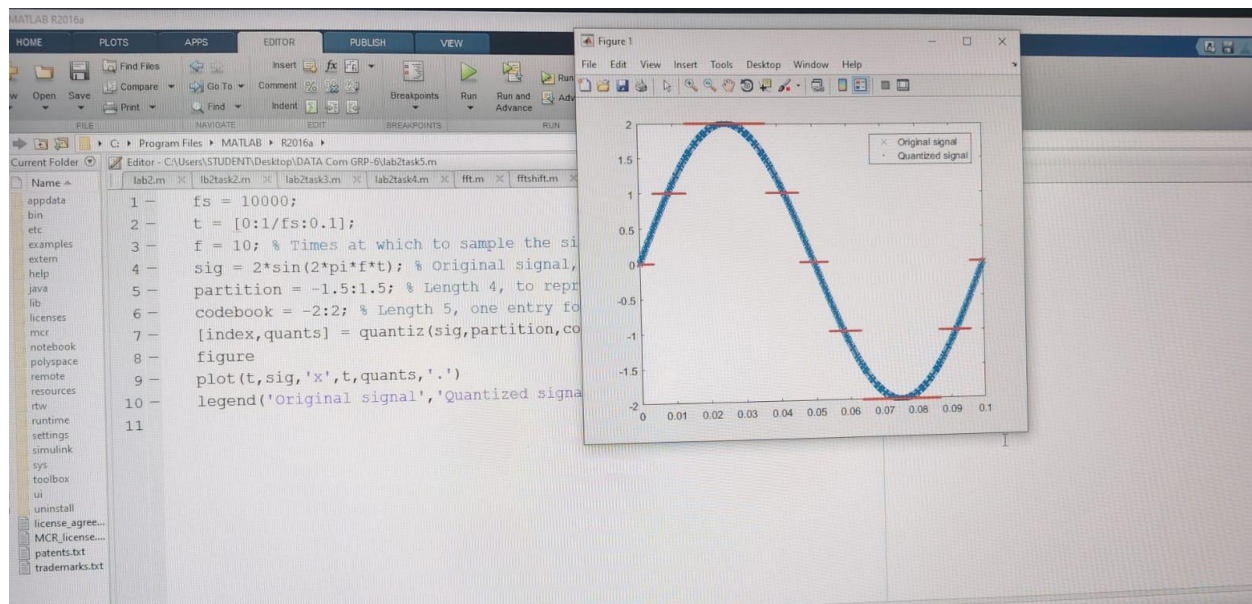 MATLAB R2016a
HOME PLOTS APPS EDITOR PUBLISH VIEW
Find Files
Compare
Print
Open Save
Go To
Find
Insert fx
Comment
Indent
Breakpoints
Run
Run and Advance
Run
FILE NAVIGATE EDIT BREAKPOINTS RUN
C: Program Files MATLAB R2016a
Current Folder
Editor - C:\Users\STUDENT\Desktop\DATA Com GRP-6\lab2task5.m
Name
lab2.m lb2task2.m lab2task3.m lab2task4.m fft.m fftshift.m
appdata
bin
etc
examples
extern
help
java
lib
licenses
mcr
notebook
polyspace
remote
resources
rtw
runtime
settings
simulink
sys
toolbox
ui
uninstall
license_agree...
MCR_license....
patents.txt
trademarks.txt
1 fs = 10000;
2 t = [0:1/fs:0.1];
3 f = 10; % Times at which to sample the si
4 sig = 2*sin(2*pi*f*t); % Original signal,
5 partition = -1.5:1.5; % Length 4, to repr
6 codebook = -2:2; % Length 5, one entry fo
7 [index,quants] = quantiz(sig,partition,co
8 figure
9 plot(t,sig,'x',t,quants,'.')
10 legend('Original signal','Quantized signa
11
Figure 1
File Edit View Insert Tools Desktop Window Help
Original signal
Quantized signal
2
1.5
1
0.5
0
-0.5
-1
-1.5
-2
0 0.01 0.02 0.03 0.04 0.05 0.06 0.07 0.08 0.09 0.1